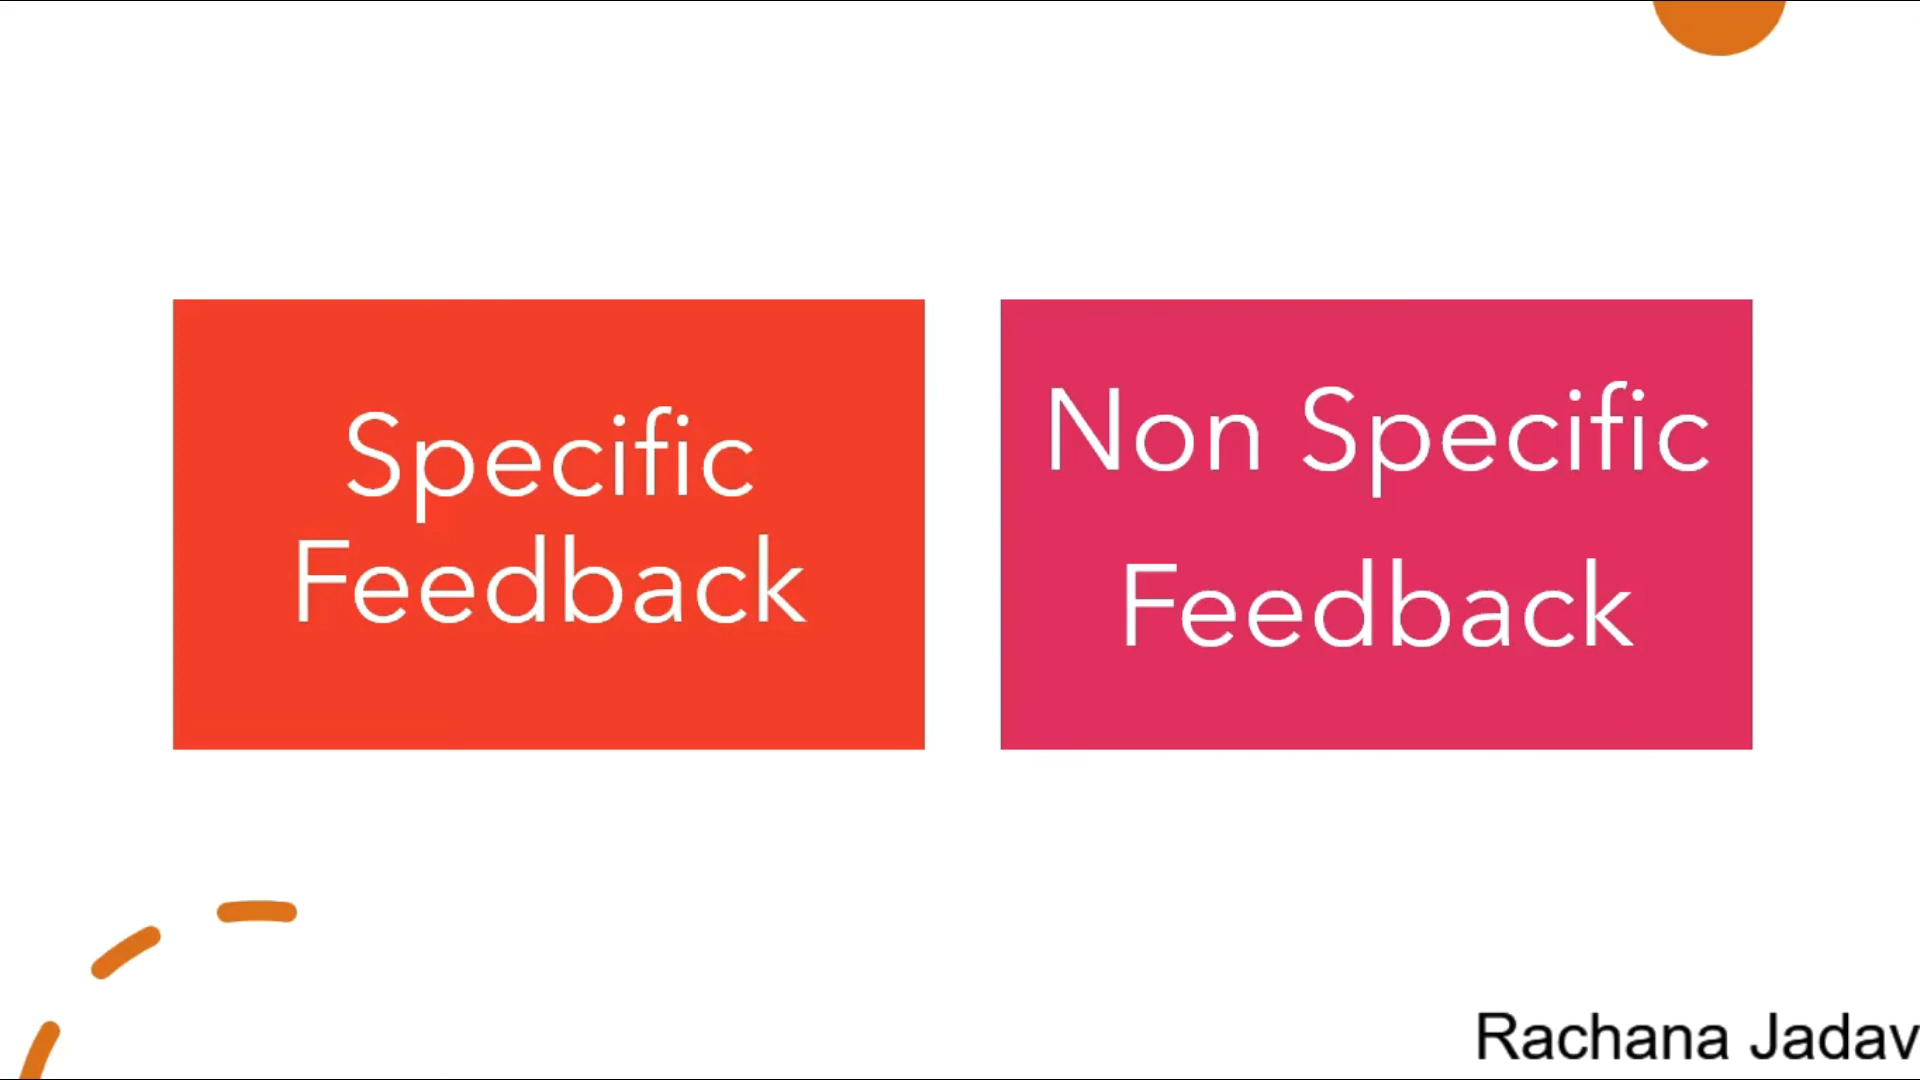 Specific
Feedback
Non Specific
Feedback
Rachana Jadav